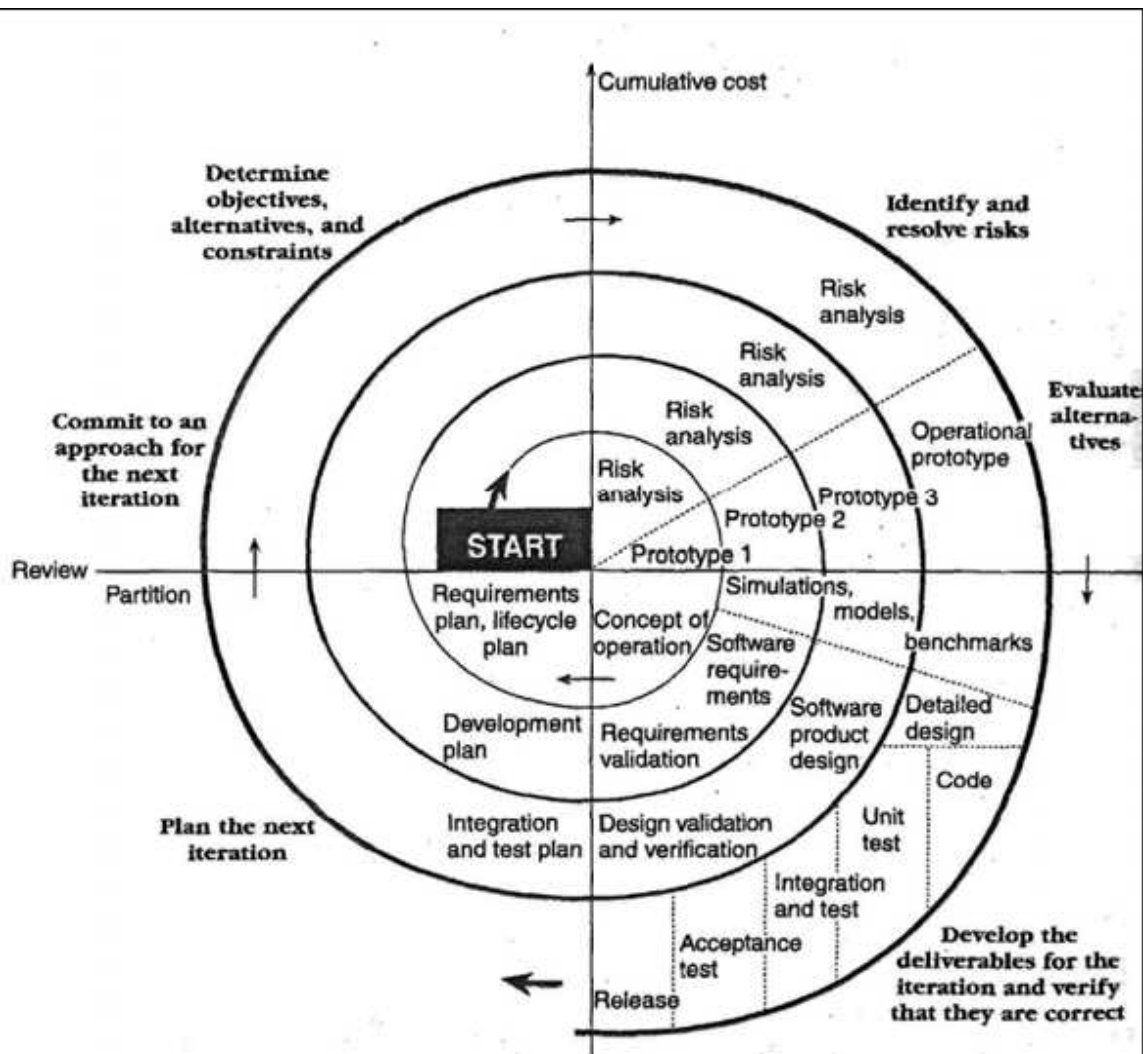 Cumulative cost
Determine
objectives,
alternatives, and
constraints
Identify and
resolve risks
Risk
analysis
Risk
analysis
Risk
analysis
Risk
analysis
Evaluate
alterna-
tives
Commit to an
approach for
the next
iteration
Operational
prototype
Prototype 3
Prototype 2
Prototype 1
START
Review
Partition
Requirements
plan, lifecycle
plan
Concept of
operation
Simulations,
models,
benchmarks
Software
require-
ments
Development
plan
Requirements
validation
Software
product
design
Detailed
design
Code
Unit
test
Plan the next
iteration
Integration
and test plan
Design validation
and verification
Integration
and test
Acceptance
test
Release
Develop the
deliverables for the
iteration and verify
that they are correct